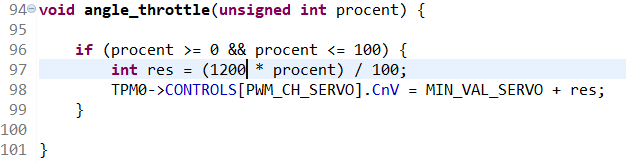 94 void angle_throttle(unsigned int procent) {
95
96     if (procent >= 0 && procent <= 100) {
97         int res = (1200 * procent) / 100;
98         TPM0->CONTROLS[PWM_CH_SERVO].CnV = MIN_VAL_SERVO + res;
99     }
100
101 }